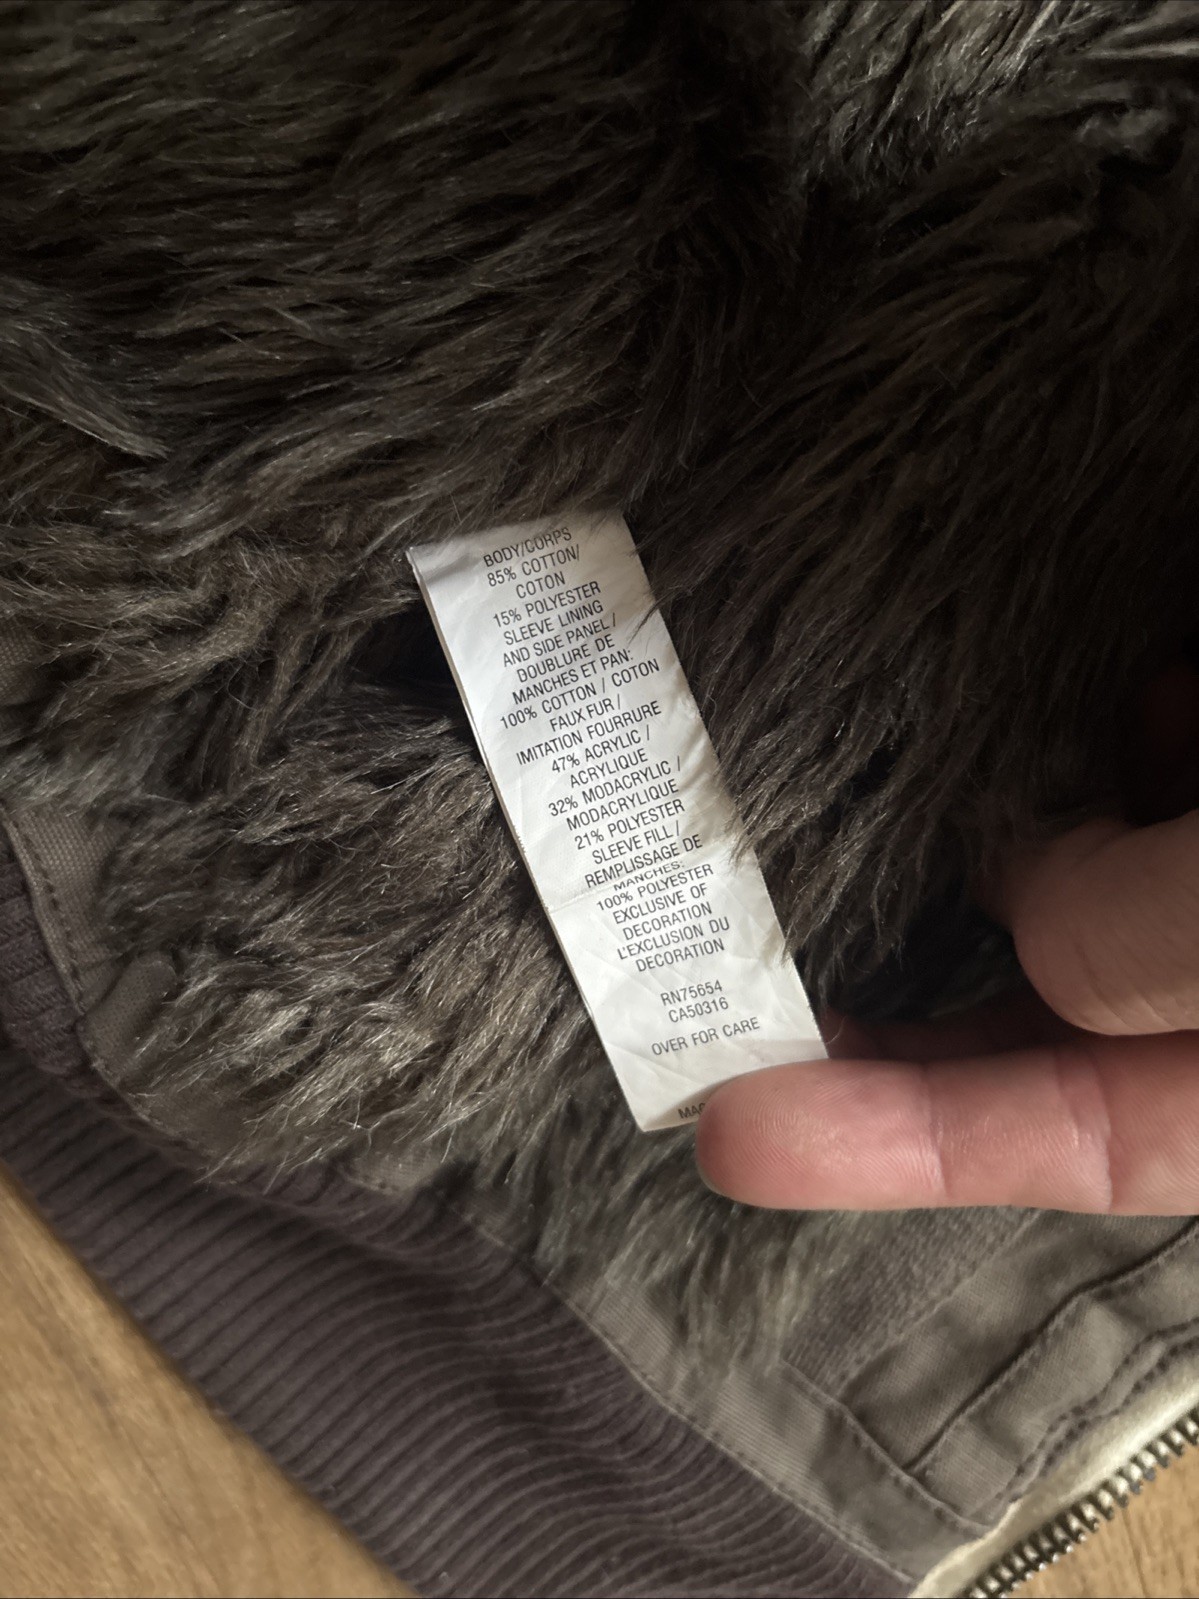 BODY/CORPS
85% COTTON/
COTON
15% POLYESTER
SLEEVE LINING
AND SIDE PANEL /
DOUBLURE DE
MANCHES ET PAN:
100% COTTON / COTON
FAUX FUR /
IMITATION FOURRURE
47% ACRYLIC /
ACRYLIQUE
32% MODACRYLIC /
MODACRYLIQUE
21% POLYESTER
SLEEVE FILL /
REMPLISSAGE DE
MANCHES:
100% POLYESTER
EXCLUSIVE OF
DECORATION
L'EXCLUSION DU
DECORATION
RN75654
CA50316
OVER FOR CARE